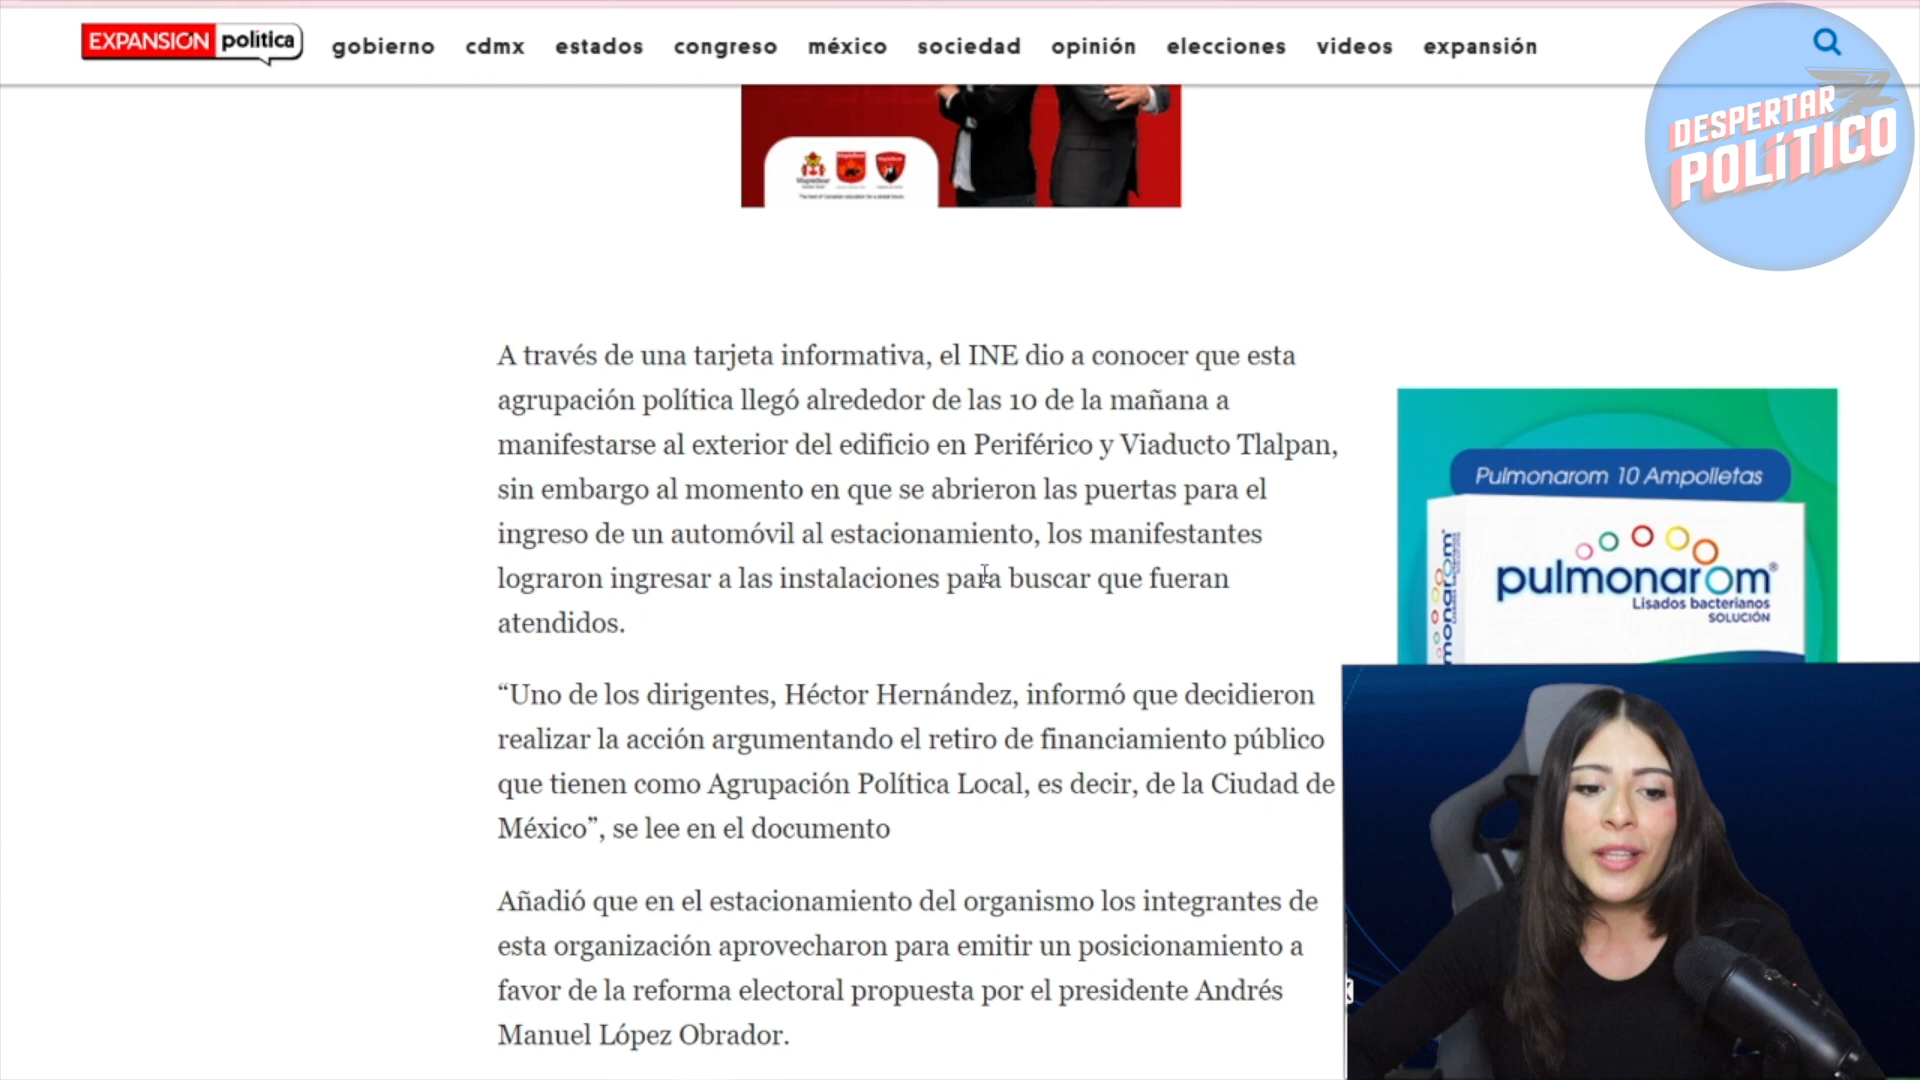 EXPANSIÓN política
gobierno cdmx estados congreso méxico sociedad opinión elecciones videos expansión
DESPERTAR
POLÍTICO
A través de una tarjeta informativa, el INE dio a conocer que esta
agrupación política llegó alrededor de las 10 de la mañana a
manifestarse al exterior del edificio en Periférico y Viaducto Tlalpan,
sin embargo al momento en que se abrieron las puertas para el
ingreso de un automóvil al estacionamiento, los manifestantes
lograron ingresar a las instalaciones para buscar que fueran
atendidos.
“Uno de los dirigentes, Héctor Hernández, informó que decidieron
realizar la acción argumentando el retiro de financiamiento público
que tienen como Agrupación Política Local, es decir, de la Ciudad de
México”, se lee en el documento
Añadió que en el estacionamiento del organismo los integrantes de
esta organización aprovecharon para emitir un posicionamiento a
favor de la reforma electoral propuesta por el presidente Andrés
Manuel López Obrador.
Pulmonarom 10 Ampolletas
pulmonarom®
Lisados bacterianos
SOLUCIÓN
monarom®